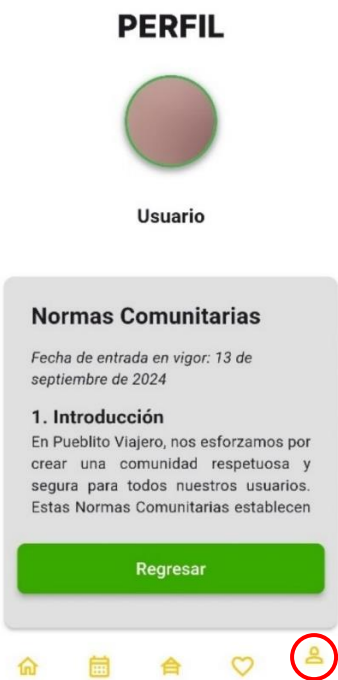 PERFIL
Usuario
Normas Comunitarias
Fecha de entrada en vigor: 13 de
septiembre de 2024
1. Introducción
En Pueblito Viajero, nos esforzamos por
crear una comunidad respetuosa y
segura para todos nuestros usuarios.
Estas Normas Comunitarias establecen
Regresar